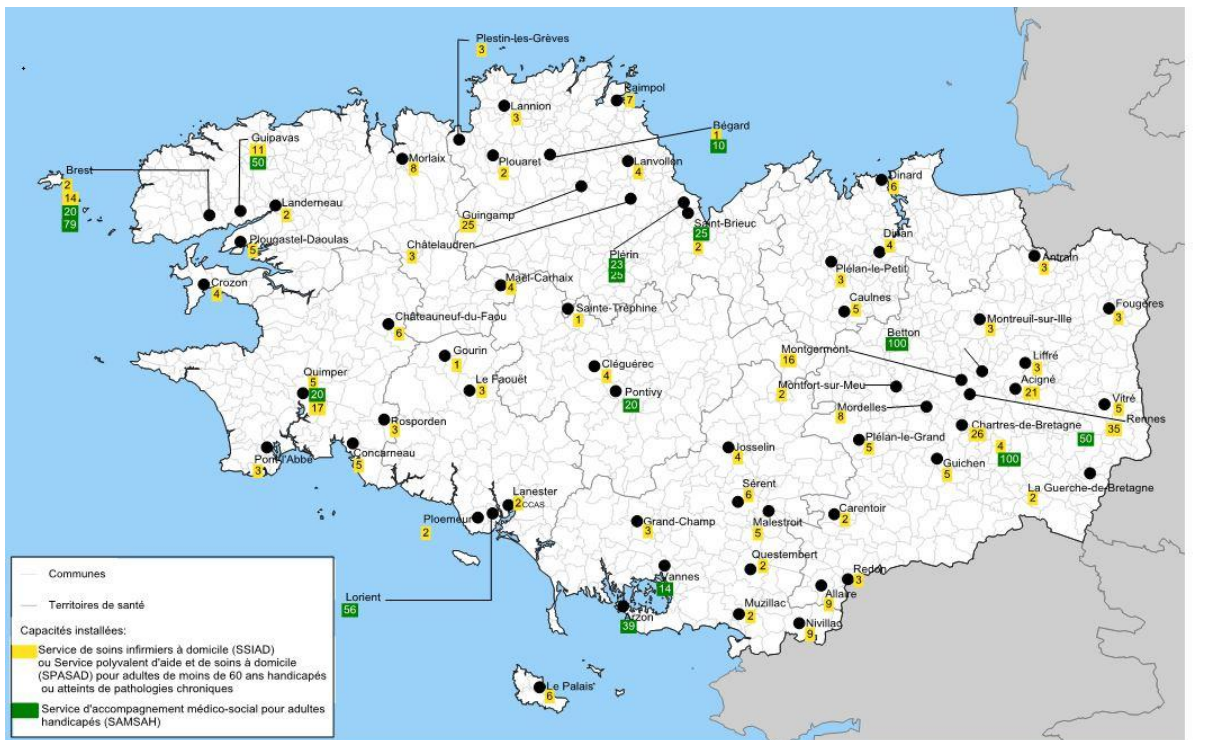 Plestin-les-Grèves
3
Lannion
3
Paimpol
7
Guipavas
11
50
Morlaix
8
Plouaret
2
Bégard
1
10
Lanvollon
4
Brest
2
14
20
79
Landerneau
2
Guingamp
25
Dinard
6
Saint-Brieuc
25
2
Plougastel-Daoulas
5
Châtelaudren
3
Plérin
23
25
Dinan
4
Plélan-le-Petit
3
Antrain
3
Crozon
4
Maël-Carhaix
4
Sainte-Tréphine
1
Caulnes
5
Fougères
3
Châteauneuf-du-Faou
6
Montreuil-sur-Ille
3
Betton
100
Gourin
1
Montgermont
16
Liffré
3
Cléguérec
4
Quimper
5
20
17
Le Faouët
3
Pontivy
20
Montfort-sur-Meu
2
Acigné
21
Vitré
5
Mordelles
8
Rennes
35
50
Rosporden
3
Chartres-de-Bretagne
26
4
100
Plélan-le-Grand
5
Josselin
4
Pont-l'Abbé
3
Concarneau
5
Guichen
5
La Guerche-de-Bretagne
2
Sérent
6
Lanester
2 CCAS
Ploemeur
2
Grand-Champ
3
Malestroit
5
Carentoir
2
Questembert
2
Redon
3
Vannes
14
Allaire
9
Lorient
56
Arzon
39
Muzillac
2
Nivillac
9
Le Palais
6
Communes
Territoires de santé
Capacités installées:
Service de soins infirmiers à domicile (SSIAD)
ou Service polyvalent d'aide et de soins à domicile
(SPASAD) pour adultes de moins de 60 ans handicapés
ou atteints de pathologies chroniques
Service d'accompagnement médico-social pour adultes
handicapés (SAMSAH)